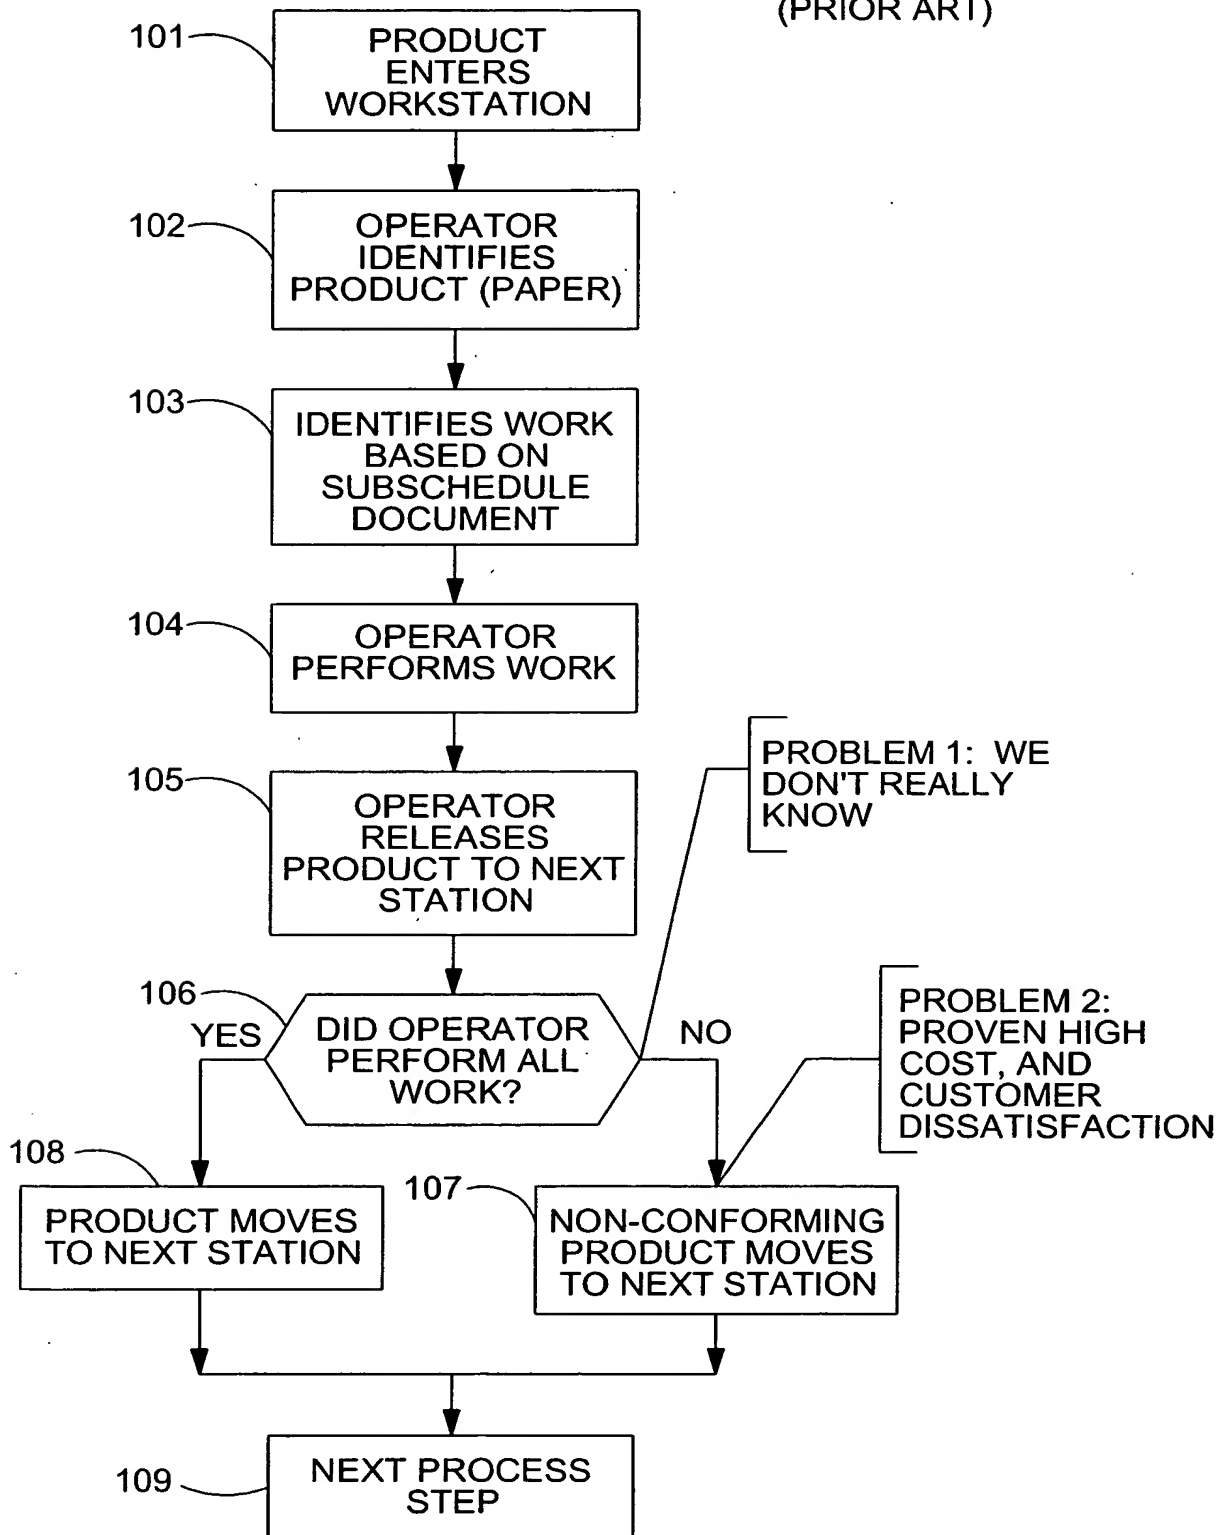 (PRIOR ART)
101
PRODUCT
ENTERS
WORKSTATION
102
OPERATOR
IDENTIFIES
PRODUCT (PAPER)
103
IDENTIFIES WORK
BASED ON
SUBSCHEDULE
DOCUMENT
104
OPERATOR
PERFORMS WORK
105
OPERATOR
RELEASES
PRODUCT TO NEXT
STATION
PROBLEM 1: WE
DON'T REALLY
KNOW
106
YES
DID OPERATOR
PERFORM ALL
WORK?
NO
PROBLEM 2:
PROVEN HIGH
COST, AND
CUSTOMER
DISSATISFACTION
108
PRODUCT MOVES
TO NEXT STATION
107
NON-CONFORMING
PRODUCT MOVES
TO NEXT STATION
109
NEXT PROCESS
STEP